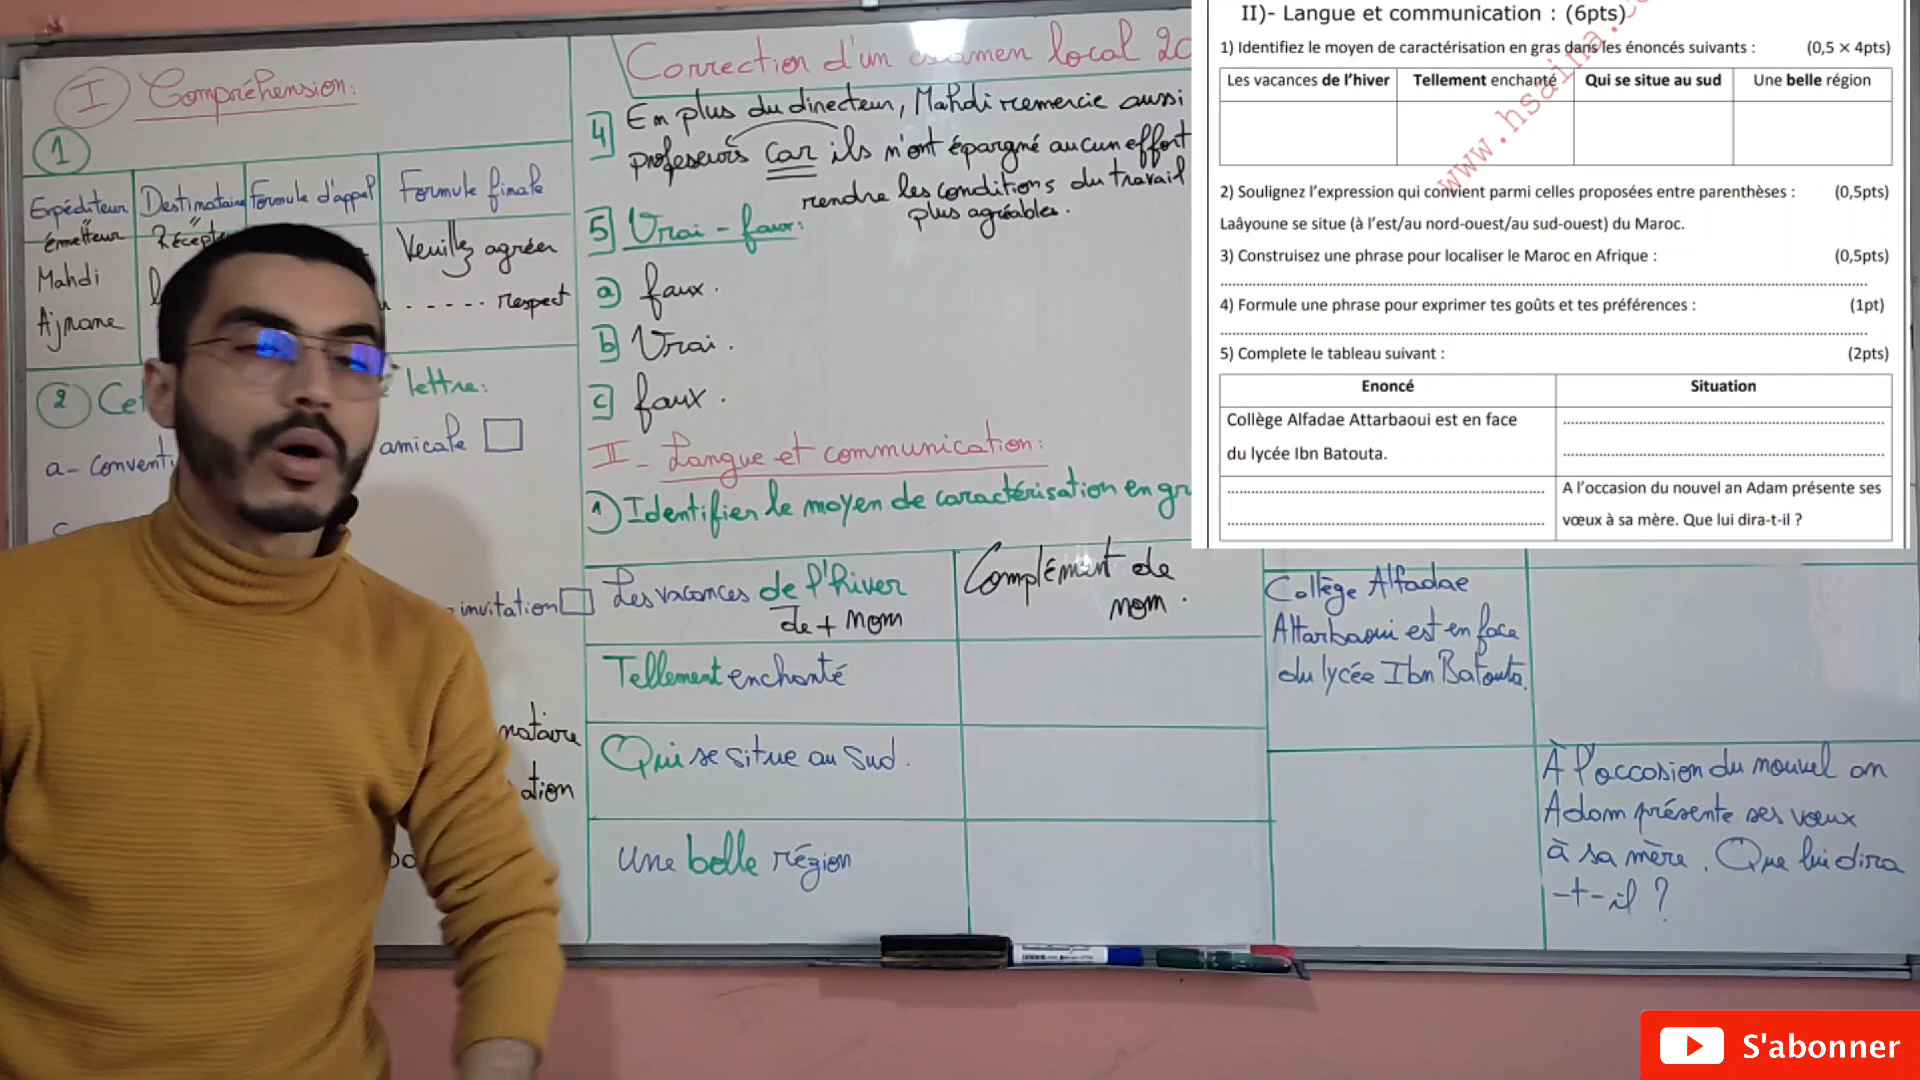 Correction d'un examen local 20
I Compréhension:
1
Expéditeur
Destinataire
Formule d'appel
Formule finale
"
émetteur
"
Récepte
Mahdi
Ajmane
Veuillez agréer
----- respect
2 Cet
lettre:
a- conventi
amicale
invitation
nataire
ation
4 En plus du directeur, Mahdi remercie aussi
profeseurs car ils n'ont épargné aucun effort
rendre les conditions du travail
plus agréables.
5 Vrai - faux:
a faux.
b Vrai.
c faux.
II - Langue et communication:
1) Identifier le moyen de caractérisation en gr
Les vacances de l'hiver
de + nom
Complément de
nom.
Tellement enchanté
Qui se situe au sud.
une belle région
Collège Alfadae
Attarbaoui est en face
du lycée Ibn Batouta.
À l'occasion du nouvel an
Adam présente ses vœux
à sa mère. Que lui dira
-t-il ?
II)- Langue et communication : (6pts)
1) Identifiez le moyen de caractérisation en gras dans les énoncés suivants : (0,5 × 4pts)
Les vacances de l'hiver
Tellement enchanté
Qui se situe au sud
Une belle région
2) Soulignez l'expression qui convient parmi celles proposées entre parenthèses : (0,5pts)
Laâyoune se situe (à l'est/au nord-ouest/au sud-ouest) du Maroc.
3) Construisez une phrase pour localiser le Maroc en Afrique : (0,5pts)
4) Formule une phrase pour exprimer tes goûts et tes préférences : (1pt)
5) Complete le tableau suivant : (2pts)
Enoncé
Situation
Collège Alfadae Attarbaoui est en face
du lycée Ibn Batouta.
A l'occasion du nouvel an Adam présente ses
vœux à sa mère. Que lui dira-t-il ?
S'abonner